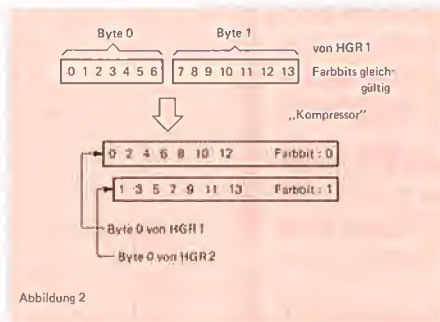 Byte 0 Byte 1
von HGR 1
0 1 2 3 4 5 6 7 8 9 10 11 12 13 Farbbits gleich-
gültig
„Kompressor"
0 2 4 6 8 10 12 Farbbit : 0
1 3 5 7 9 11 13 Farbbit : 1
Byte 0 von HGR 1
Byte 0 von HGR 2
Abbildung 2